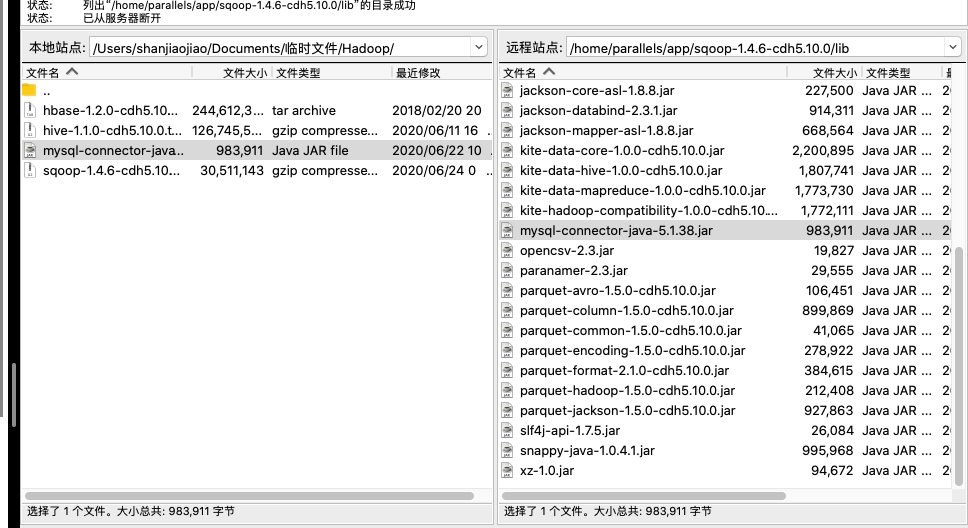 状态: 列出“/home/parallels/app/sqoop-1.4.6-cdh5.10.0/lib”的目录成功
状态: 已从服务器断开
本地站点: /Users/shanjiaojiao/Documents/临时文件/Hadoop/
文件名 文件大小 文件类型 最近修改
..
hbase-1.2.0-cdh5.10... 244,612,3... tar archive 2018/02/20 20
hive-1.1.0-cdh5.10.0.t... 126,745,5... gzip compresse... 2020/06/11 16 ..
mysql-connector-java... 983,911 Java JAR file 2020/06/22 10 ..
sqoop-1.4.6-cdh5.10... 30,511,143 gzip compresse... 2020/06/24 0 ..
选择了 1 个文件。大小总共: 983,911 字节
远程站点: /home/parallels/app/sqoop-1.4.6-cdh5.10.0/lib
文件名 文件大小 文件类型
jackson-core-asl-1.8.8.jar 227,500 Java JAR ... 2
jackson-databind-2.3.1.jar 914,311 Java JAR ... 2
jackson-mapper-asl-1.8.8.jar 668,564 Java JAR ... 2
kite-data-core-1.0.0-cdh5.10.0.jar 2,200,895 Java JAR ... 2
kite-data-hive-1.0.0-cdh5.10.0.jar 1,807,741 Java JAR ... 2
kite-data-mapreduce-1.0.0-cdh5.10.0.jar 1,773,730 Java JAR ... 2
kite-hadoop-compatibility-1.0.0-cdh5.10.... 1,772,111 Java JAR ... 2
mysql-connector-java-5.1.38.jar 983,911 Java JAR ... 2
opencsv-2.3.jar 19,827 Java JAR ... 2
paranamer-2.3.jar 29,555 Java JAR ... 2
parquet-avro-1.5.0-cdh5.10.0.jar 106,451 Java JAR ... 2
parquet-column-1.5.0-cdh5.10.0.jar 899,869 Java JAR ... 2
parquet-common-1.5.0-cdh5.10.0.jar 41,065 Java JAR ... 2
parquet-encoding-1.5.0-cdh5.10.0.jar 278,922 Java JAR ... 2
parquet-format-2.1.0-cdh5.10.0.jar 384,615 Java JAR ... 2
parquet-hadoop-1.5.0-cdh5.10.0.jar 212,408 Java JAR ... 2
parquet-jackson-1.5.0-cdh5.10.0.jar 927,863 Java JAR ... 2
slf4j-api-1.7.5.jar 26,084 Java JAR ... 2
snappy-java-1.0.4.1.jar 995,968 Java JAR ... 2
xz-1.0.jar 94,672 Java JAR ... 2
选择了 1 个文件。大小总共: 983,911 字节